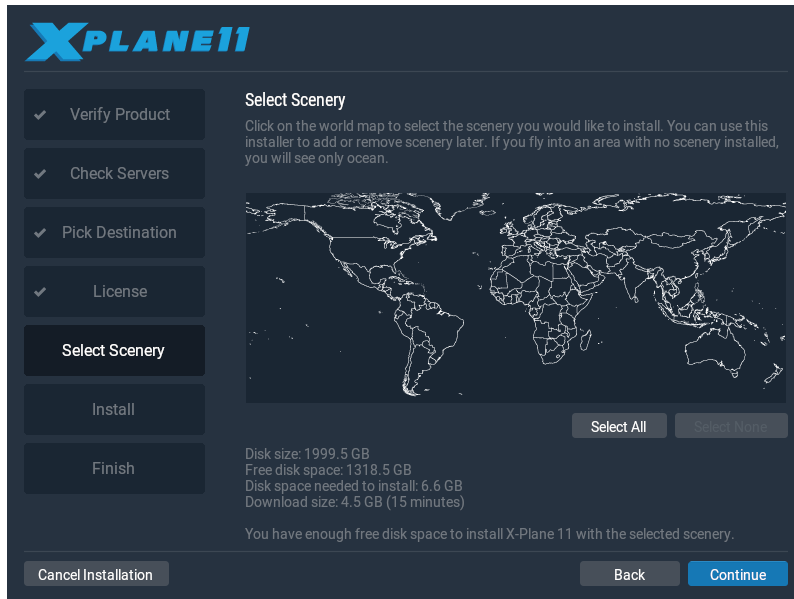 XPLANE11
Verify Product
Check Servers
Pick Destination
License
Select Scenery
Install
Finish
Select Scenery
Click on the world map to select the scenery you would like to install. You can use this
installer to add or remove scenery later. If you fly into an area with no scenery installed,
you will see only ocean.
Select All
Select None
Disk size: 1999.5 GB
Free disk space: 1318.5 GB
Disk space needed to install: 6.6 GB
Download size: 4.5 GB (15 minutes)
You have enough free disk space to install X-Plane 11 with the selected scenery.
Cancel Installation
Back
Continue